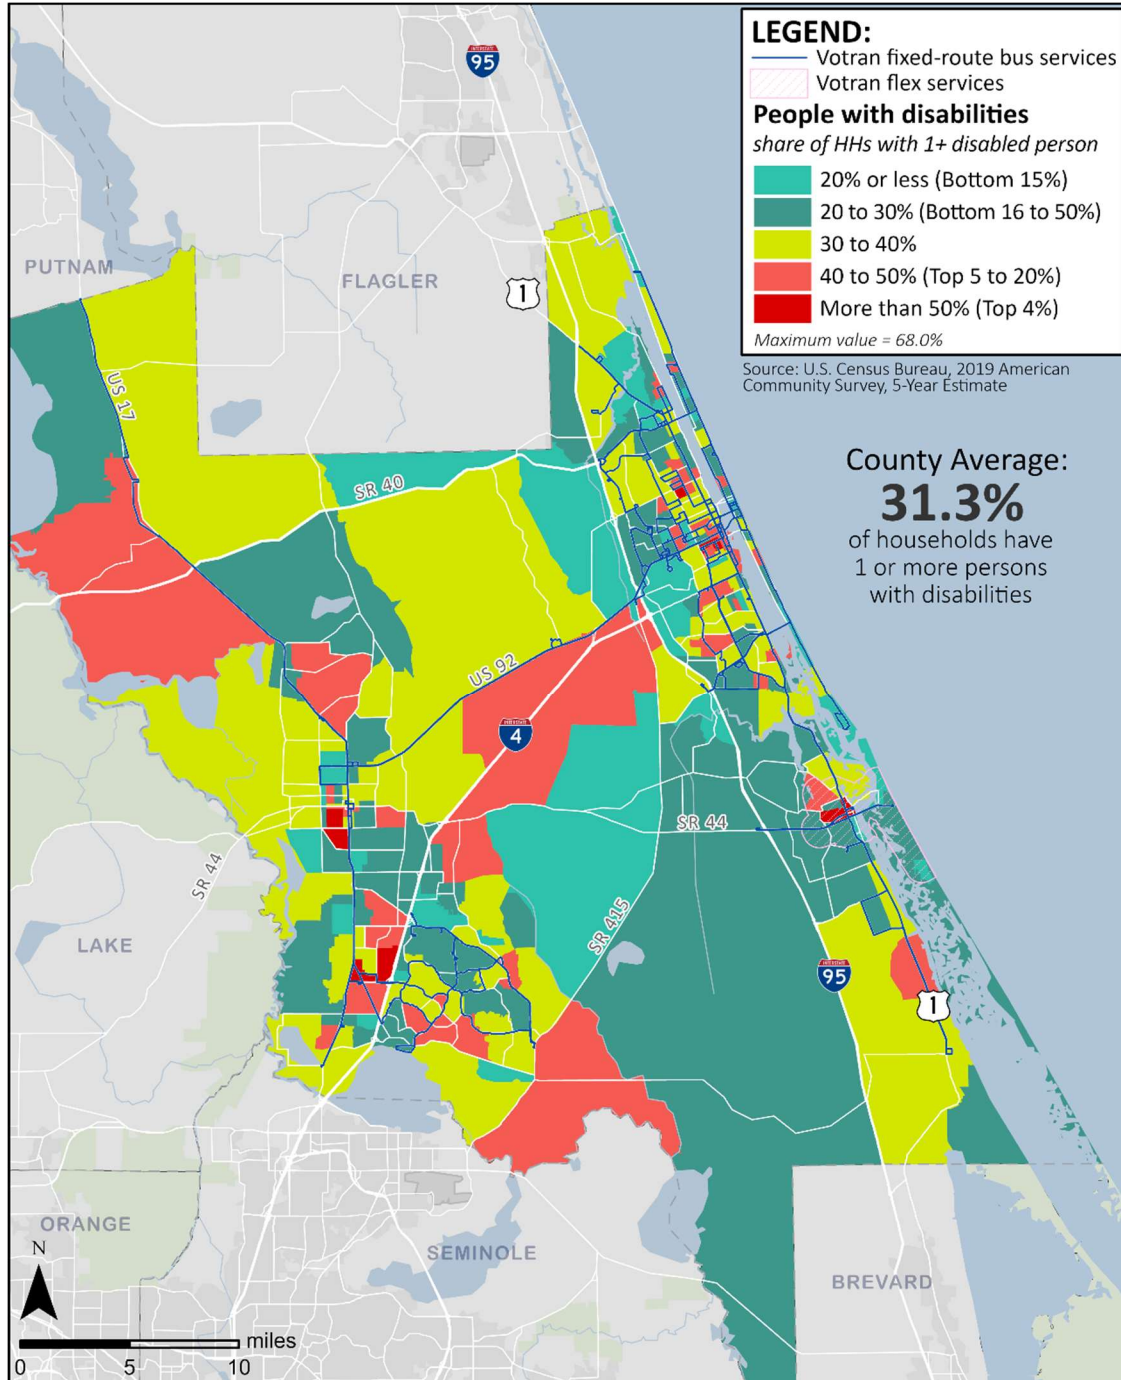 LEGEND:
Votran fixed-route bus services
Votran flex services
People with disabilities
share of HHs with 1+ disabled person
20% or less (Bottom 15%)
20 to 30% (Bottom 16 to 50%)
30 to 40%
40 to 50% (Top 5 to 20%)
More than 50% (Top 4%)
Maximum value = 68.0%
Source: U.S. Census Bureau, 2019 American
Community Survey, 5-Year Estimate
County Average:
31.3%
of households have
1 or more persons
with disabilities
INTERSTATE
95
PUTNAM
FLAGLER
1
US 17
SR 40
US 92
INTERSTATE
4
SR 44
SR 44
SR 415
LAKE
INTERSTATE
95
1
ORANGE
SEMINOLE
BREVARD
N
miles
0 5 10